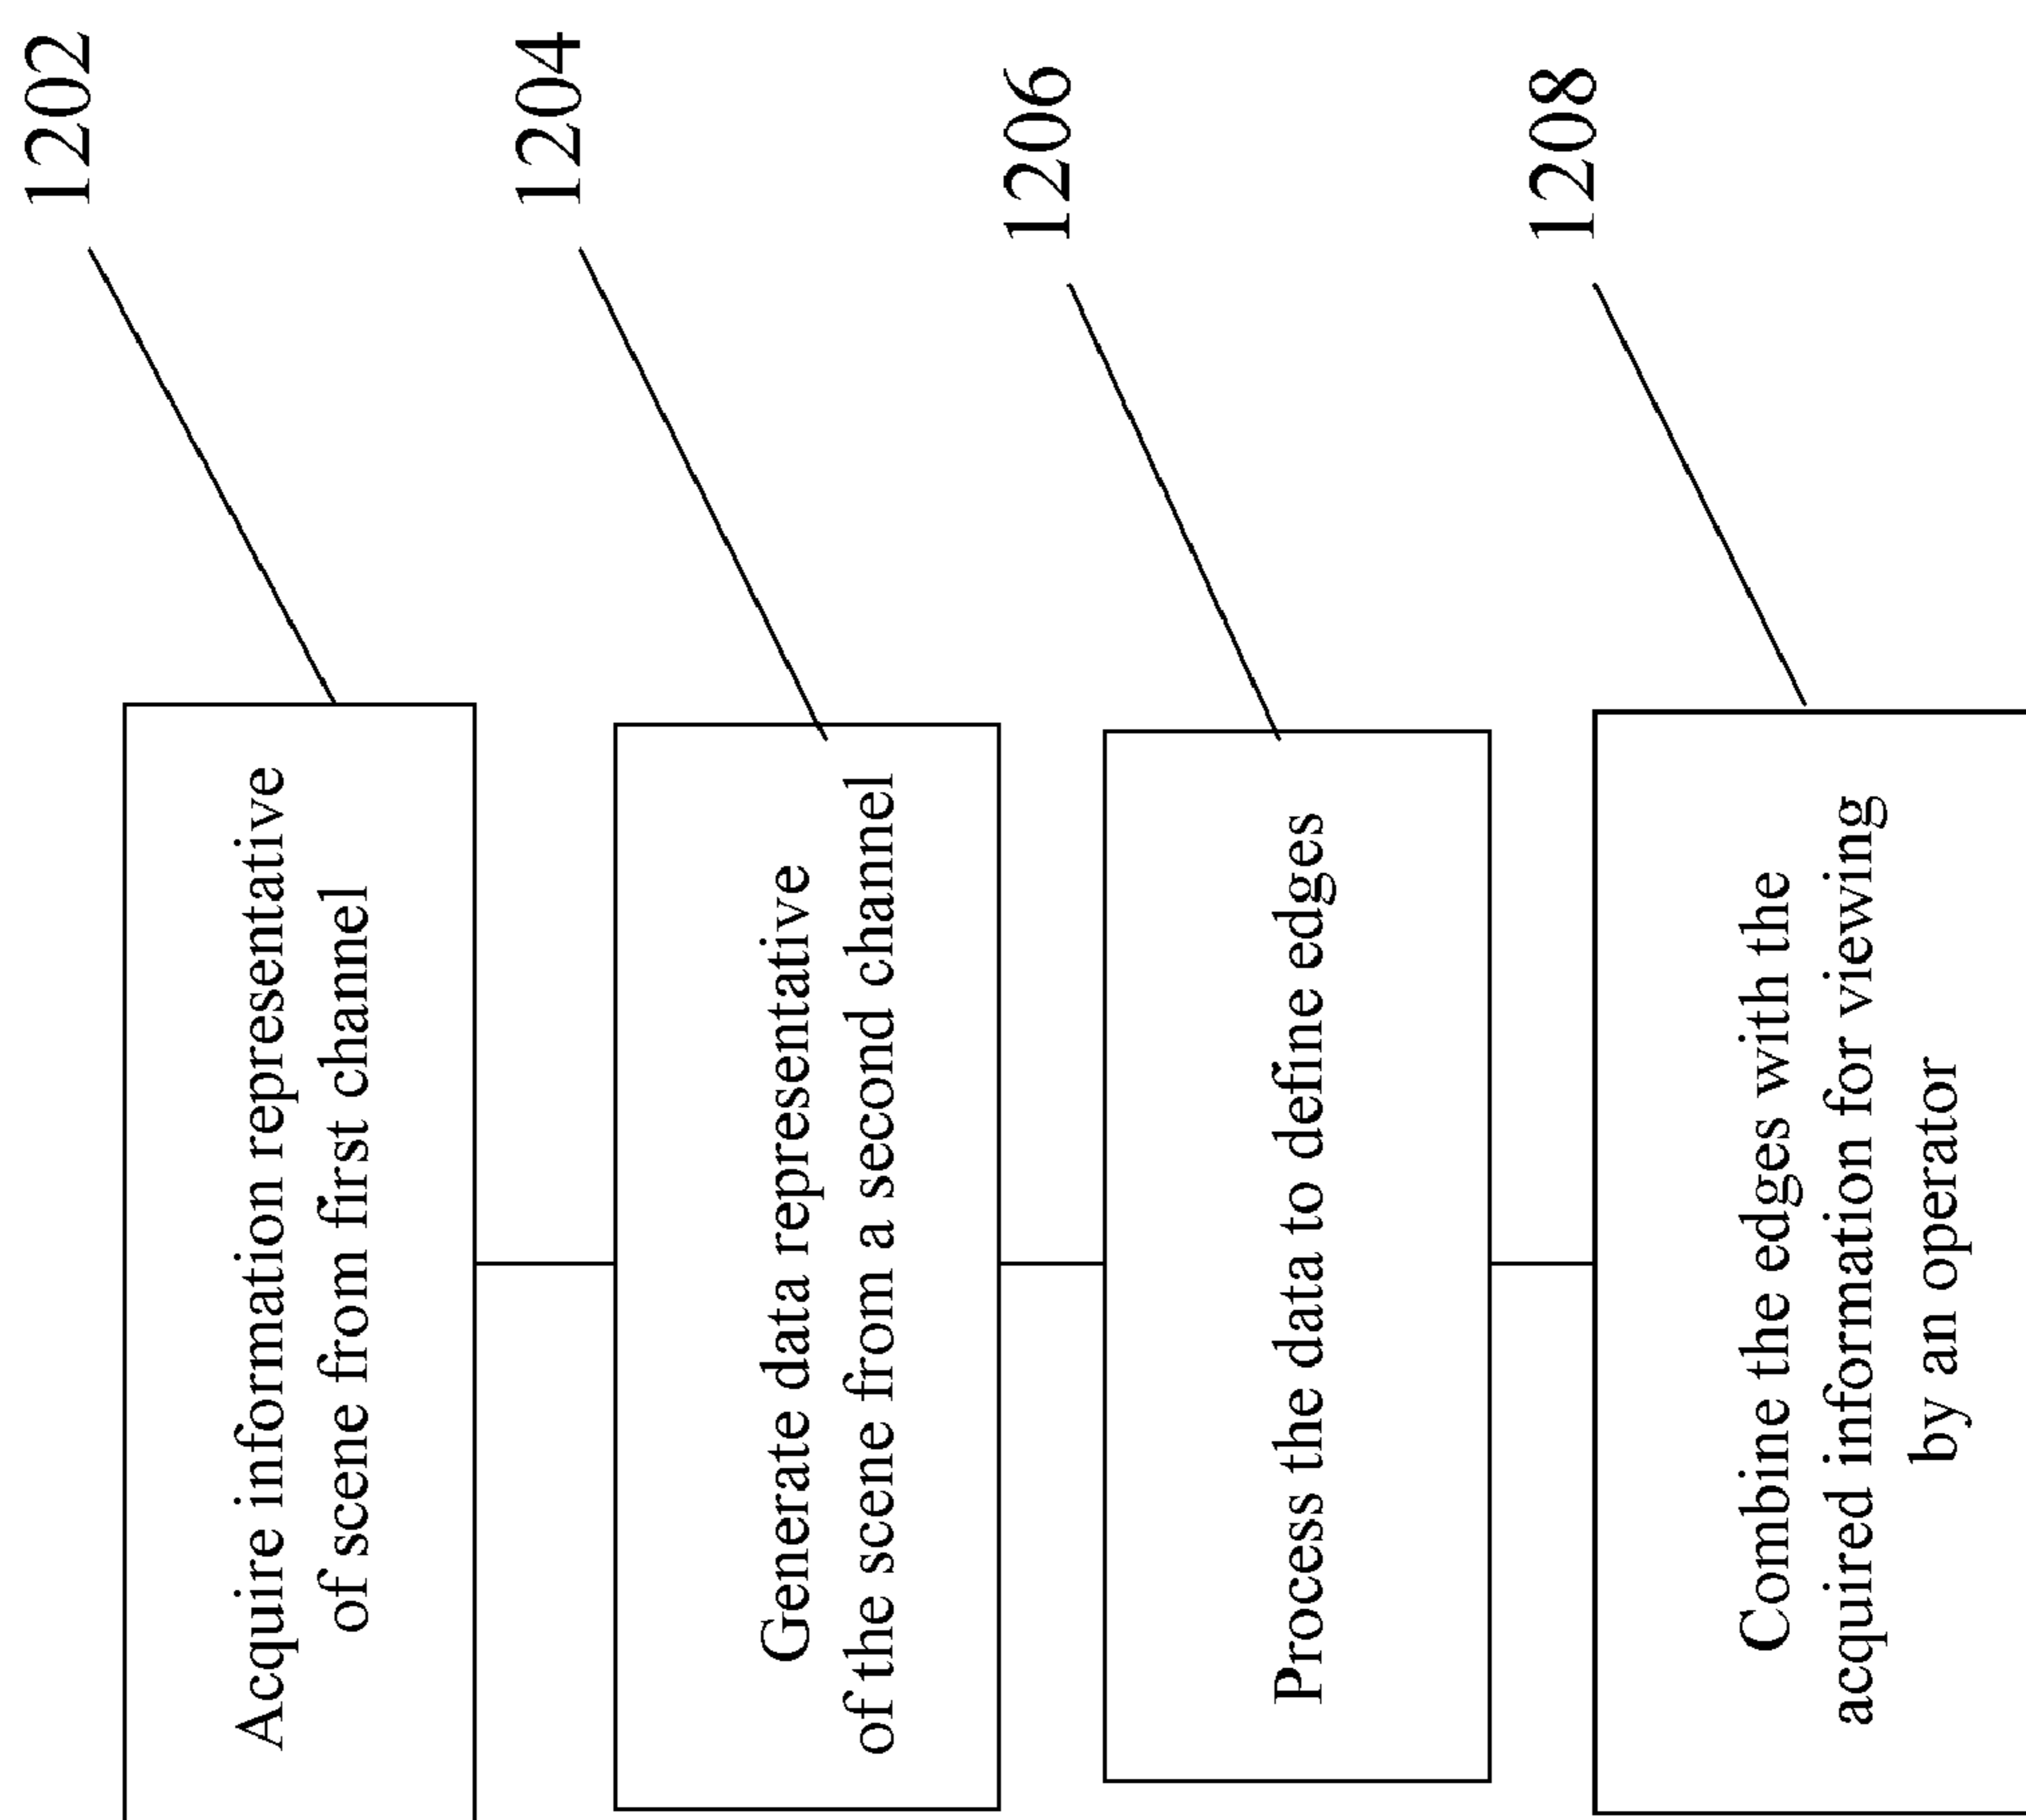 Acquire information representative
of scene from first channel
1202
Generate data representative
of the scene from a second channel
1204
Process the data to define edges
1206
Combine the edges with the
acquired information for viewing
by an operator
1208